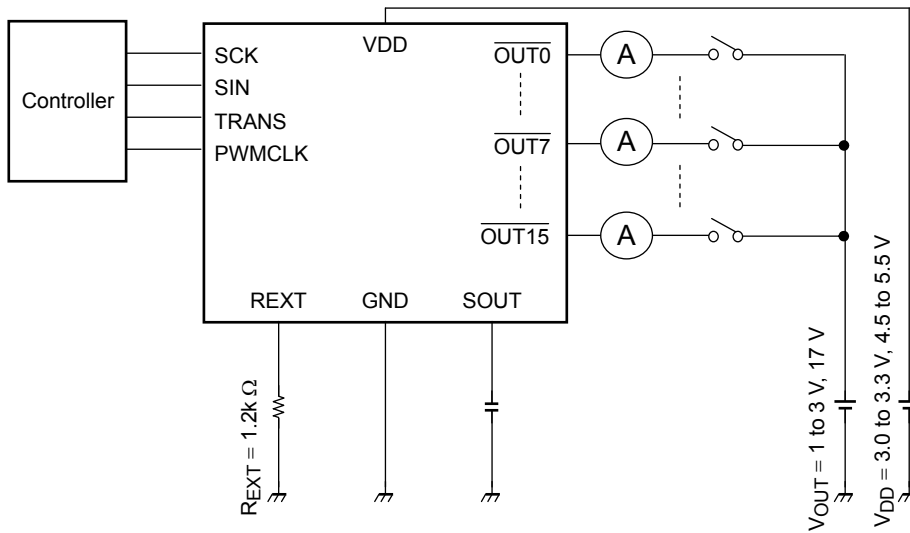 Controller
SCK
SIN
TRANS
PWMCLK
VDD
OUT0
OUT7
OUT15
A
A
A
REXT
GND
SOUT
REXT = 1.2k Ω
VOUT = 1 to 3 V, 17 V
VDD = 3.0 to 3.3 V, 4.5 to 5.5 V